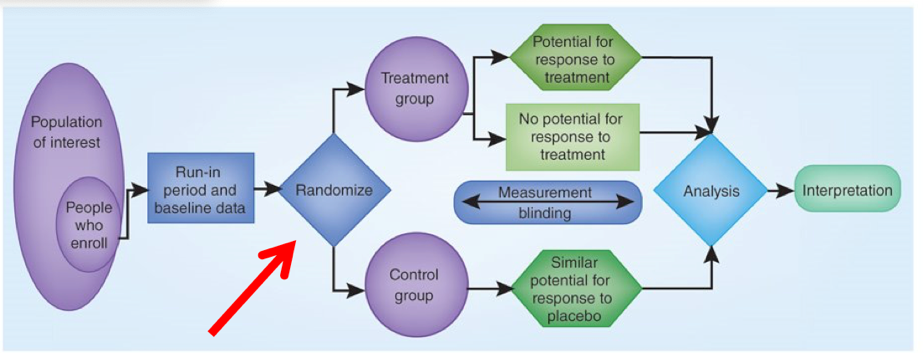 Population
of interest
People
who
enroll
Run-in
period and
baseline data
Randomize
Treatment
group
Potential for
response to
treatment
No potential for
response to
treatment
Measurement
blinding
Control
group
Similar
potential for
response to
placebo
Analysis
Interpretation